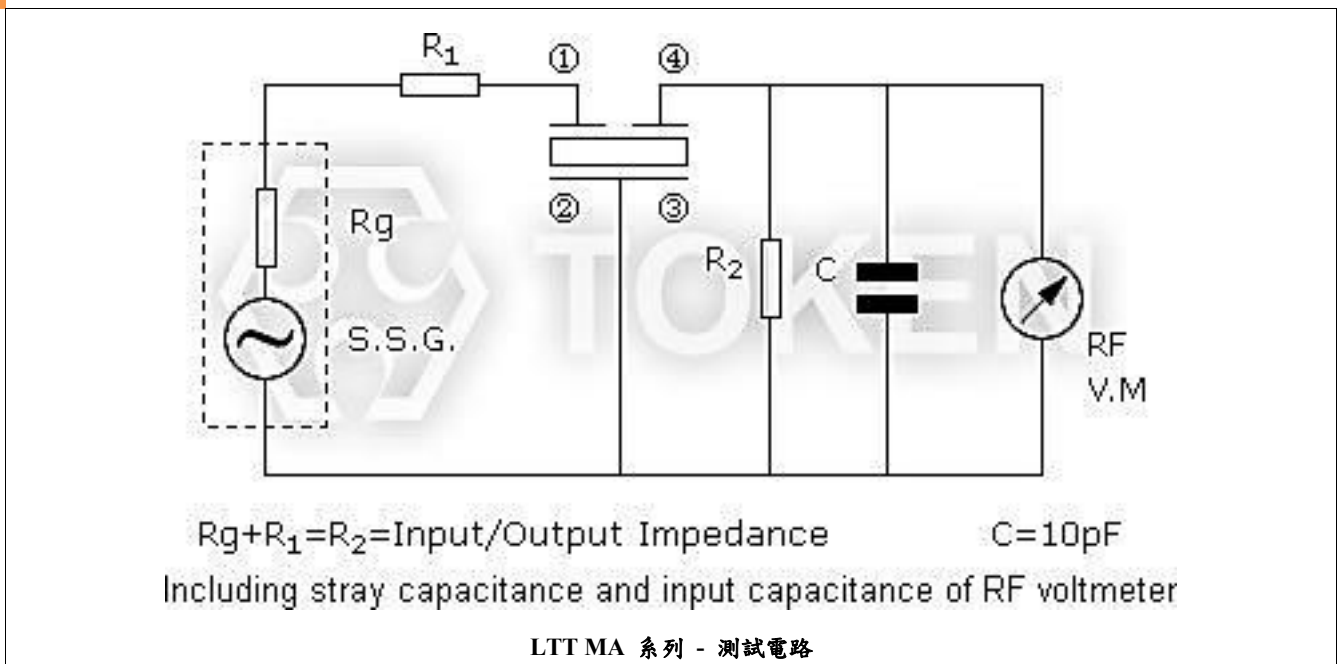 R₁ ① ④
② ③
Rg
TOKEN
R₂ C
S.S.G.
RF
V.M
Rg+R₁=R₂=Input/Output Impedance C=10pF
Including stray capacitance and input capacitance of RF voltmeter
LTT MA 系列 - 測試電路